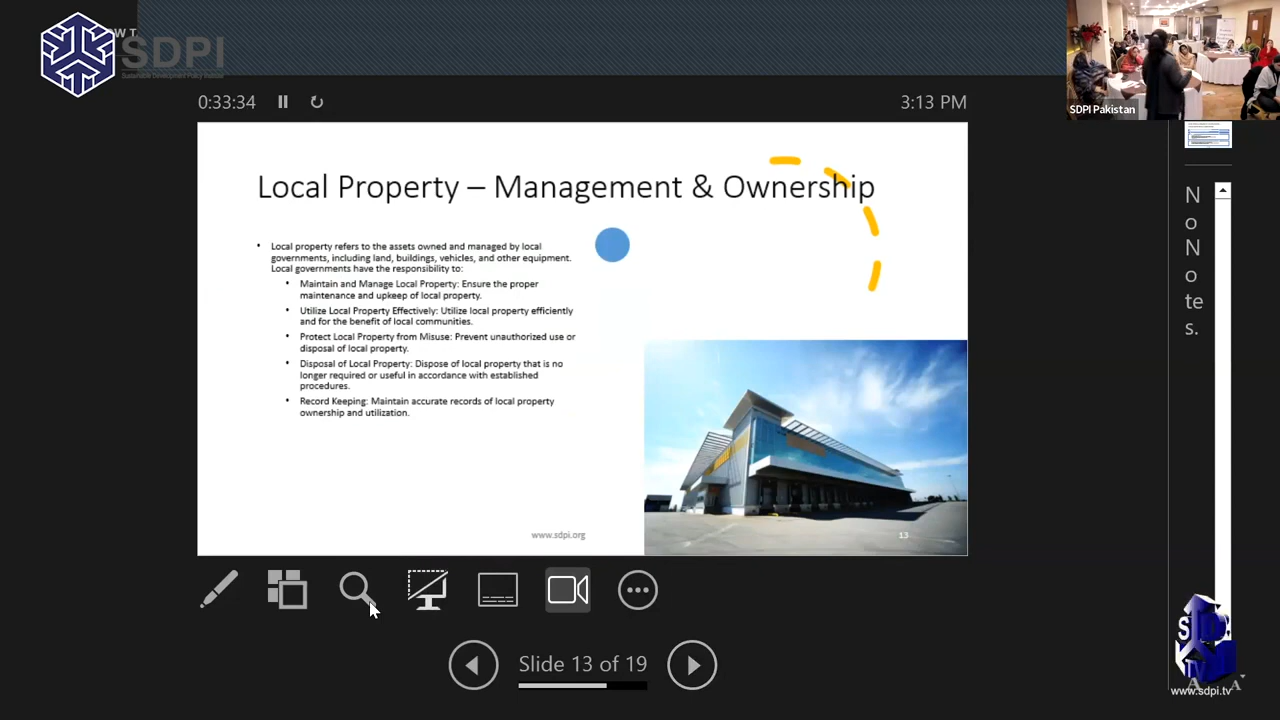 W T
SDPI
Sustainable Development Policy Institute
SDPI Pakistan
0:33:34
3:13 PM
Local Property – Management & Ownership
• Local property refers to the assets owned and managed by local
governments, including land, buildings, vehicles, and other equipment.
Local governments have the responsibility to:
• Maintain and Manage Local Property: Ensure the proper
maintenance and upkeep of local property.
• Utilize Local Property Effectively: Utilize local property efficiently
and for the benefit of local communities.
• Protect Local Property from Misuse: Prevent unauthorized use or
disposal of local property.
• Disposal of Local Property: Dispose of local property that is no
longer required or useful in accordance with established
procedures.
• Record Keeping: Maintain accurate records of local property
ownership and utilization.
www.sdpi.org
13
N
o
N
o
te
s.
Slide 13 of 19
A
www.sdpi.tv